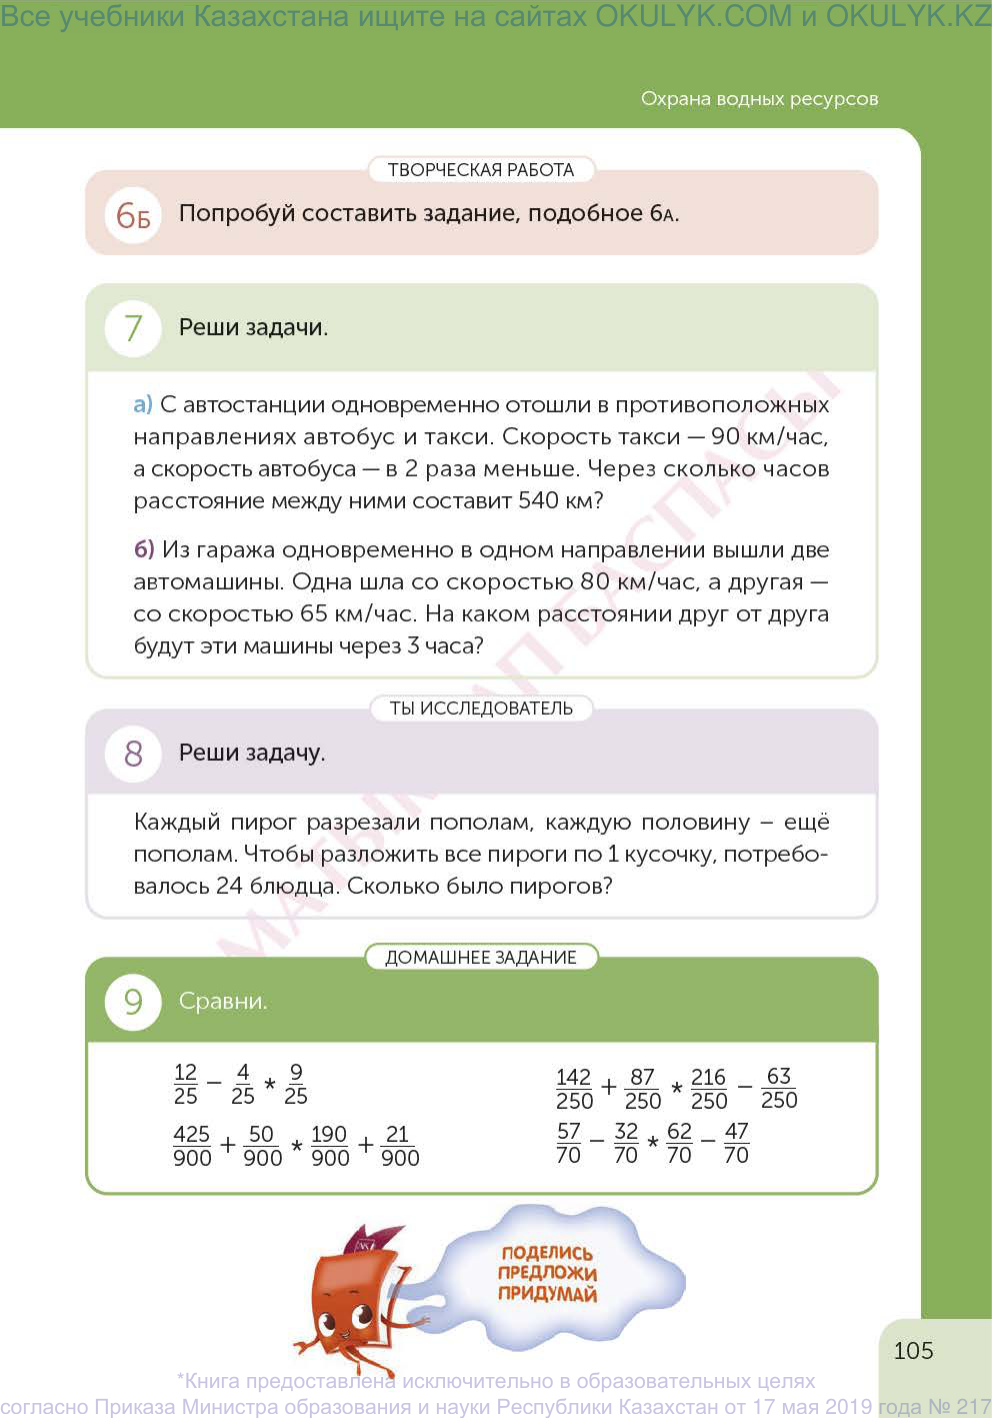 Все учебники Казахстана ищите на сайтах OKULYK.COM и OKULYK.KZ
Охрана водных ресурсов
ТВОРЧЕСКАЯ РАБОТА
6Б Попробуй составить задание, подобное 6А.
7 Реши задачи.
а) С автостанции одновременно отошли в противоположных
направлениях автобус и такси. Скорость такси — 90 км/час,
а скорость автобуса — в 2 раза меньше. Через сколько часов
расстояние между ними составит 540 км?
б) Из гаража одновременно в одном направлении вышли две
автомашины. Одна шла со скоростью 80 км/час, а другая —
со скоростью 65 км/час. На каком расстоянии друг от друга
будут эти машины через 3 часа?
ТЫ ИССЛЕДОВАТЕЛЬ
8 Реши задачу.
Каждый пирог разрезали пополам, каждую половину – ещё
пополам. Чтобы разложить все пироги по 1 кусочку, потребо-
валось 24 блюдца. Сколько было пирогов?
ДОМАШНЕЕ ЗАДАНИЕ
9 Сравни.
12/25 − 4/25 * 9/25
142/250 + 87/250 * 216/250 − 63/250
425/900 + 50/900 * 190/900 + 21/900
57/70 − 32/70 * 62/70 − 47/70
ПОДЕЛИСЬ
ПРЕДЛОЖИ
ПРИДУМАЙ
105
*Книга предоставлена исключительно в образовательных целях
согласно Приказа Министра образования и науки Республики Казахстан от 17 мая 2019 года № 217